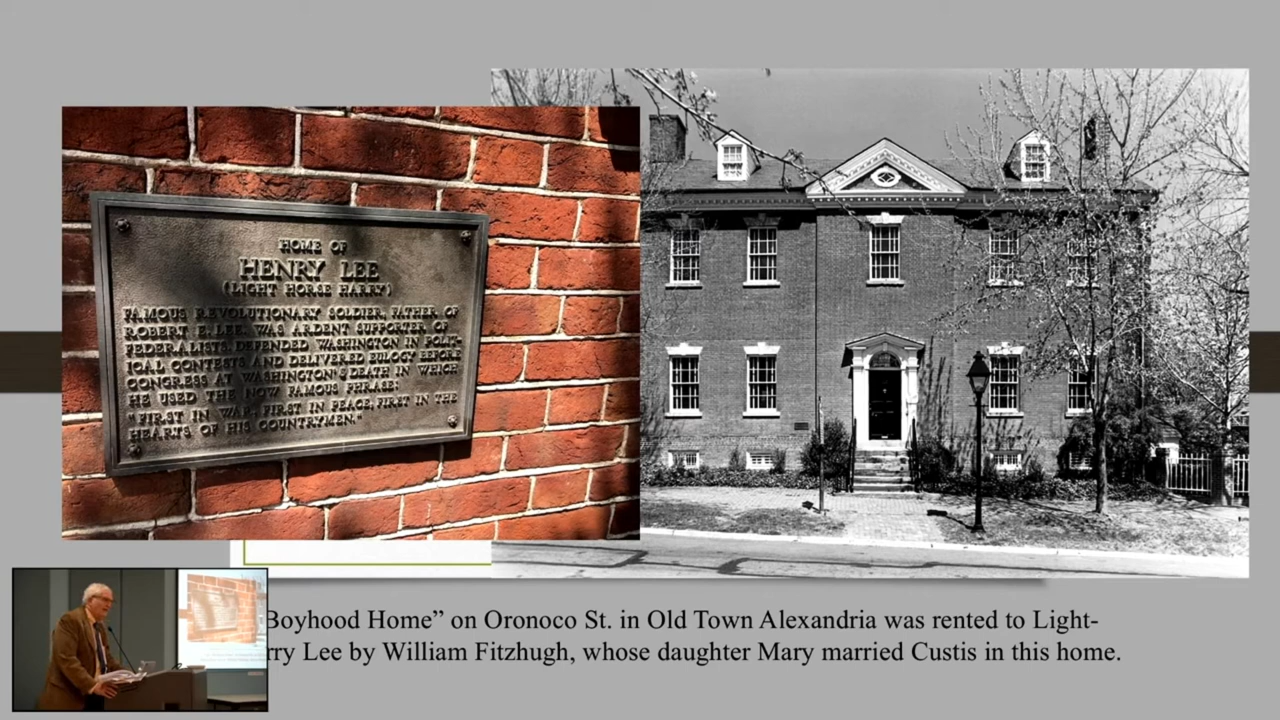 HOME OF
HENRY LEE
(LIGHT HORSE HARRY)
FAMOUS REVOLUTIONARY SOLDIER, FATHER OF
ROBERT E. LEE. WAS ARDENT SUPPORTER OF
FEDERALISTS, DEFENDED WASHINGTON IN POLIT-
ICAL CONTESTS AND DELIVERED EULOGY BEFORE
CONGRESS AT WASHINGTON'S DEATH IN WHICH
HE USED THE NOW FAMOUS PHRASE:
"FIRST IN WAR, FIRST IN PEACE, FIRST IN THE
HEARTS OF HIS COUNTRYMEN."
Boyhood Home” on Oronoco St. in Old Town Alexandria was rented to Light-
rry Lee by William Fitzhugh, whose daughter Mary married Custis in this home.